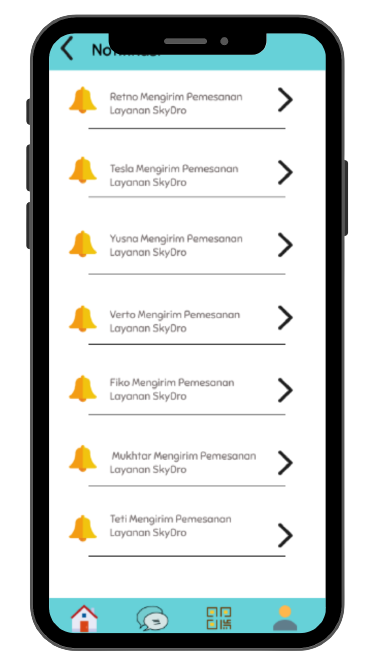 Retno Mengirim Pemesanan
Layanan SkyDro
Tesla Mengirim Pemesanan
Layanan SkyDro
Yusna Mengirim Pemesanan
Layanan SkyDro
Verto Mengirim Pemesanan
Layanan SkyDro
Fiko Mengirim Pemesanan
Layanan SkyDro
Mukhtar Mengirim Pemesanan
Layanan SkyDro
Teti Mengirim Pemesanan
Layanan SkyDro